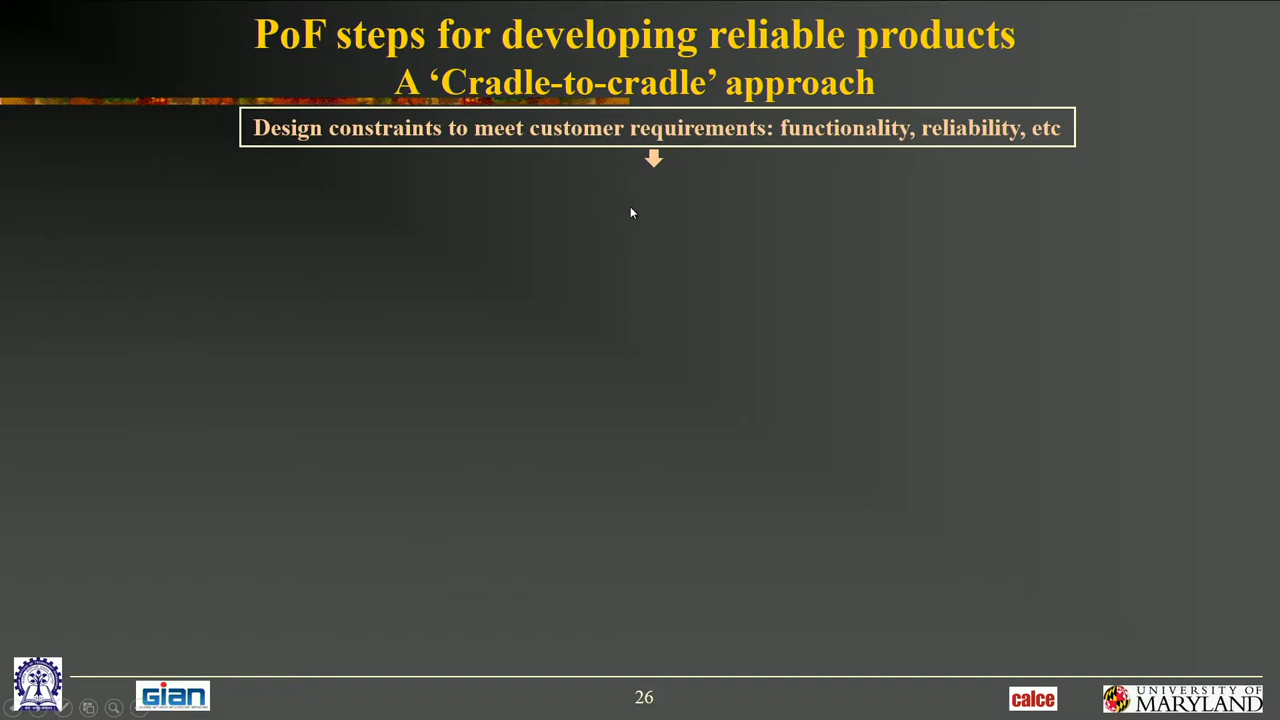 PoF steps for developing reliable products
A ‘Cradle-to-cradle’ approach
Design constraints to meet customer requirements: functionality, reliability, etc
GIAN
26
calce
UNIVERSITY OF
MARYLAND